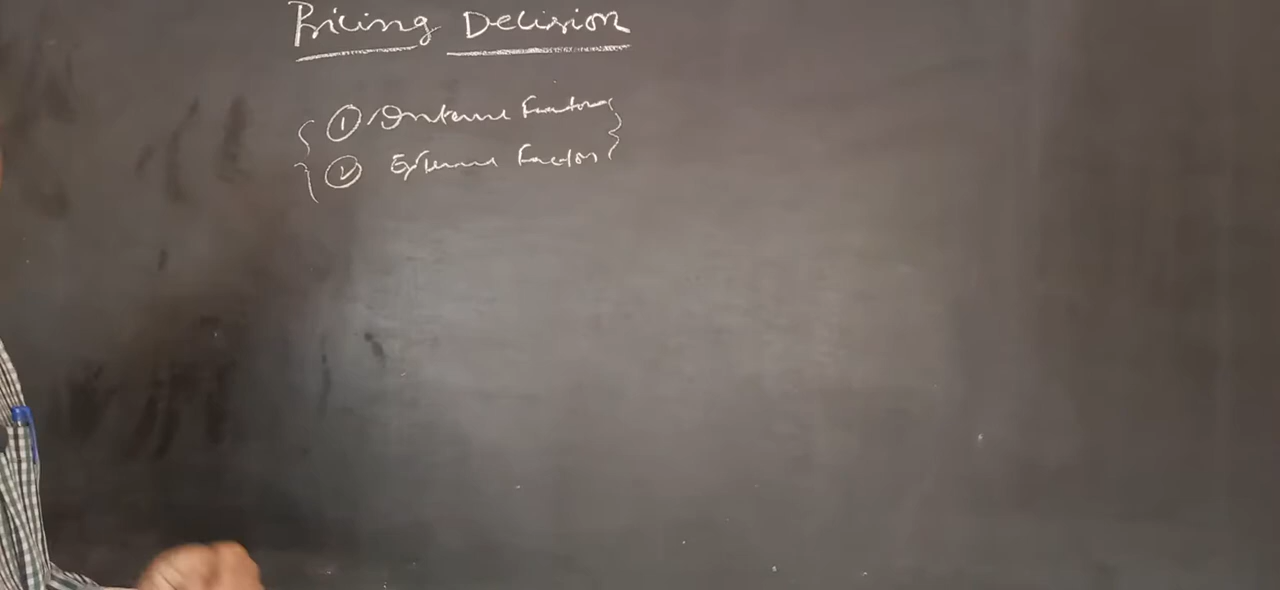 Pricing Decision
① Internal Factors
② External Factors